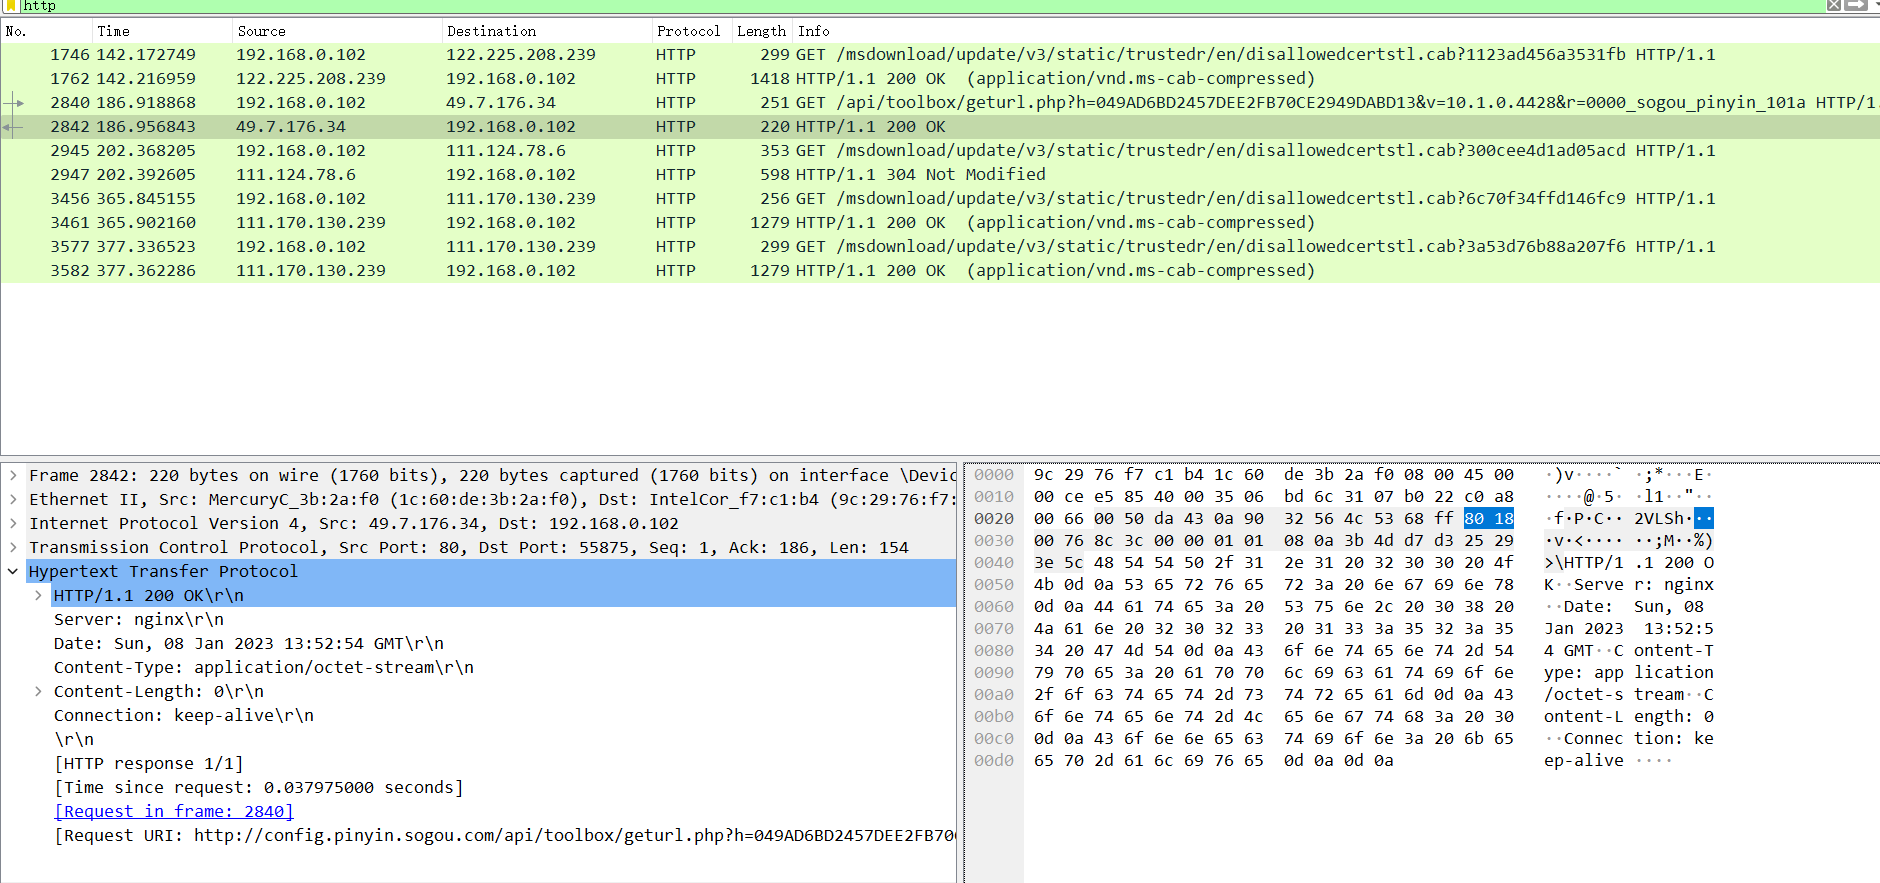 http
No. Time Source Destination Protocol Length Info
1746 142.172749 192.168.0.102 122.225.208.239 HTTP 299 GET /msdownload/update/v3/static/trustedr/en/disallowedcertstl.cab?1123ad456a3531fb HTTP/1.1
1762 142.216959 122.225.208.239 192.168.0.102 HTTP 1418 HTTP/1.1 200 OK (application/vnd.ms-cab-compressed)
2840 186.918868 192.168.0.102 49.7.176.34 HTTP 251 GET /api/toolbox/geturl.php?h=049AD6BD2457DEE2FB70CE2949DABD13&v=10.1.0.4428&r=0000_sogou_pinyin_101a HTTP/1.
2842 186.956843 49.7.176.34 192.168.0.102 HTTP 220 HTTP/1.1 200 OK
2945 202.368205 192.168.0.102 111.124.78.6 HTTP 353 GET /msdownload/update/v3/static/trustedr/en/disallowedcertstl.cab?300cee4d1ad05acd HTTP/1.1
2947 202.392605 111.124.78.6 192.168.0.102 HTTP 598 HTTP/1.1 304 Not Modified
3456 365.845155 192.168.0.102 111.170.130.239 HTTP 256 GET /msdownload/update/v3/static/trustedr/en/disallowedcertstl.cab?6c70f34ffd146fc9 HTTP/1.1
3461 365.902160 111.170.130.239 192.168.0.102 HTTP 1279 HTTP/1.1 200 OK (application/vnd.ms-cab-compressed)
3577 377.336523 192.168.0.102 111.170.130.239 HTTP 299 GET /msdownload/update/v3/static/trustedr/en/disallowedcertstl.cab?3a53d76b88a207f6 HTTP/1.1
3582 377.362286 111.170.130.239 192.168.0.102 HTTP 1279 HTTP/1.1 200 OK (application/vnd.ms-cab-compressed)
Frame 2842: 220 bytes on wire (1760 bits), 220 bytes captured (1760 bits) on interface \Devic
Ethernet II, Src: MercuryC_3b:2a:f0 (1c:60:de:3b:2a:f0), Dst: IntelCor_f7:c1:b4 (9c:29:76:f7:
Internet Protocol Version 4, Src: 49.7.176.34, Dst: 192.168.0.102
Transmission Control Protocol, Src Port: 80, Dst Port: 55875, Seq: 1, Ack: 186, Len: 154
Hypertext Transfer Protocol
HTTP/1.1 200 OK\r\n
Server: nginx\r\n
Date: Sun, 08 Jan 2023 13:52:54 GMT\r\n
Content-Type: application/octet-stream\r\n
Content-Length: 0\r\n
Connection: keep-alive\r\n
\r\n
[HTTP response 1/1]
[Time since request: 0.037975000 seconds]
[Request in frame: 2840]
[Request URI: http://config.pinyin.sogou.com/api/toolbox/geturl.php?h=049AD6BD2457DEE2FB70
0000 9c 29 76 f7 c1 b4 1c 60 de 3b 2a f0 08 00 45 00 ·)v····` ·;*···E·
0010 00 ce e5 85 40 00 35 06 bd 6c 31 07 b0 22 c0 a8 ····@·5· ·l1··"··
0020 00 66 00 50 da 43 0a 90 32 56 4c 53 68 ff 80 18 ·f·P·C·· 2VLSh···
0030 00 76 8c 3c 00 00 01 01 08 0a 3b 4d d7 d3 25 29 ·v·<···· ··;M··%)
0040 3e 5c 48 54 54 50 2f 31 2e 31 20 32 30 30 20 4f >\HTTP/1 .1 200 O
0050 4b 0d 0a 53 65 72 76 65 72 3a 20 6e 67 69 6e 78 K··Serve r: nginx
0060 0d 0a 44 61 74 65 3a 20 53 75 6e 2c 20 30 38 20 ··Date: Sun, 08
0070 4a 61 6e 20 32 30 32 33 20 31 33 3a 35 32 3a 35 Jan 2023 13:52:5
0080 34 20 47 4d 54 0d 0a 43 6f 6e 74 65 6e 74 2d 54 4 GMT··C ontent-T
0090 79 70 65 3a 20 61 70 70 6c 69 63 61 74 69 6f 6e ype: app lication
00a0 2f 6f 63 74 65 74 2d 73 74 72 65 61 6d 0d 0a 43 /octet-s tream··C
00b0 6f 6e 74 65 6e 74 2d 4c 65 6e 67 74 68 3a 20 30 ontent-L ength: 0
00c0 0d 0a 43 6f 6e 6e 65 63 74 69 6f 6e 3a 20 6b 65 ··Connec tion: ke
00d0 65 70 2d 61 6c 69 76 65 0d 0a 0d 0a ep-alive ····